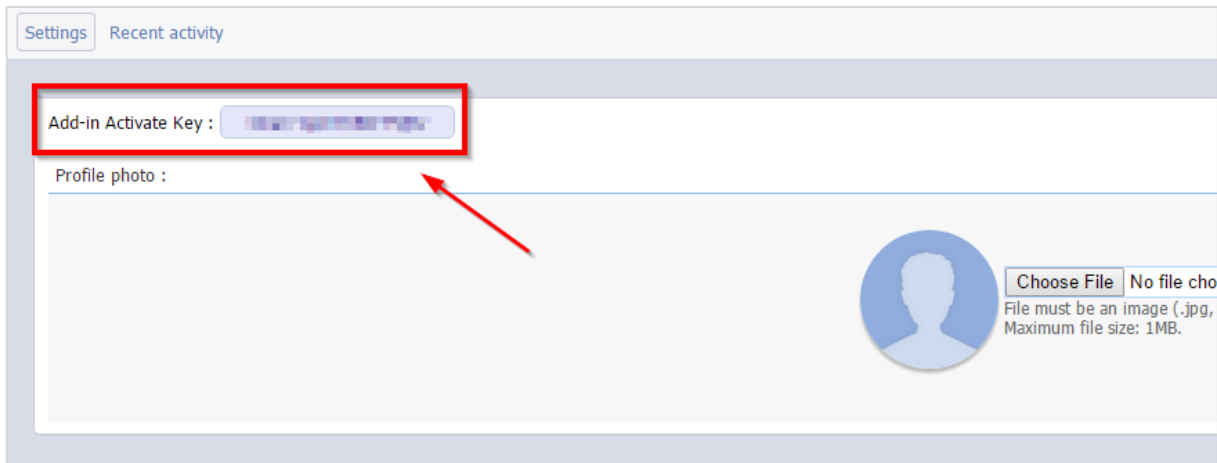 Settings Recent activity
Add-in Activate Key :
Profile photo :
Choose File No file cho
File must be an image (.jpg,
Maximum file size: 1MB.